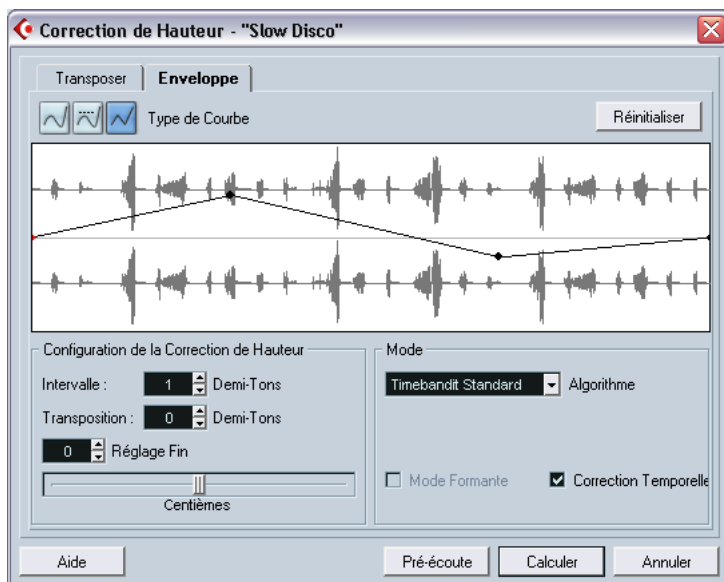 Correction de Hauteur - "Slow Disco"
Transposer
Enveloppe
Type de Courbe
Réinitialiser
Configuration de la Correction de Hauteur
Intervalle :
1
Demi-Tons
Transposition :
0
Demi-Tons
0
Réglage Fin
Centièmes
Mode
Timebandit Standard
Algorithme
Mode Formante
Correction Temporelle
Aide
Pré-écoute
Calculer
Annuler